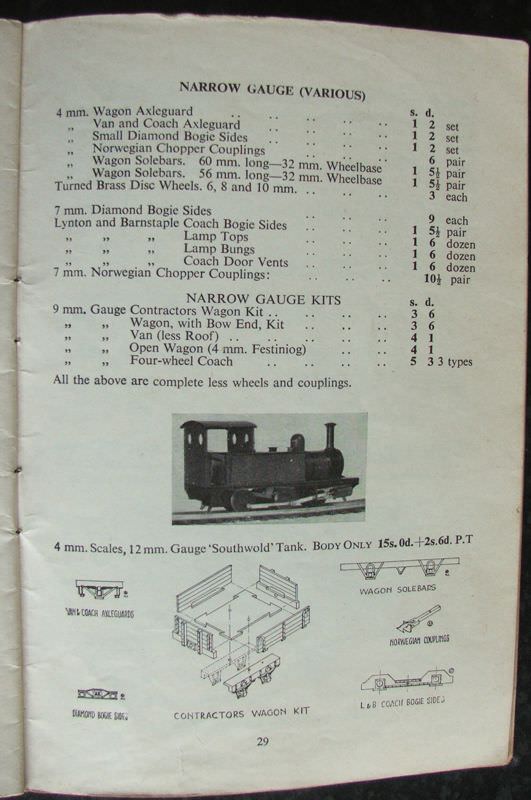 NARROW GAUGE (VARIOUS)
s. d.
4 mm. Wagon Axleguard .. .. .. .. 1 2 set
„ Van and Coach Axleguard .. .. .. 1 2 set
„ Small Diamond Bogie Sides .. .. .. 1 2 set
„ Norwegian Chopper Couplings .. .. .. 6 pair
„ Wagon Solebars. 60 mm. long—32 mm. Wheelbase 1 5½ pair
„ Wagon Solebars. 56 mm. long—32 mm. Wheelbase 1 5½ pair
Turned Brass Disc Wheels. 6, 8 and 10 mm. .. .. .. 3 each
7 mm. Diamond Bogie Sides .. .. .. 9 each
Lynton and Barnstaple Coach Bogie Sides .. .. 1 5½ pair
„ „ „ Lamp Tops .. .. 1 6 dozen
„ „ „ Lamp Bungs .. .. 1 6 dozen
„ „ „ Coach Door Vents .. .. 1 6 dozen
7 mm. Norwegian Chopper Couplings: .. .. 10½ pair
NARROW GAUGE KITS s. d.
9 mm. Gauge Contractors Wagon Kit .. .. .. .. 3 6
„ „ Wagon, with Bow End, Kit .. .. .. 3 6
„ „ Van (less Roof) .. .. .. .. 4 1
„ „ Open Wagon (4 mm. Festiniog) .. .. 4 1
„ „ Four-wheel Coach .. .. .. .. 5 3 3 types
All the above are complete less wheels and couplings.
4 mm. Scales, 12 mm. Gauge 'Southwold' Tank. BODY ONLY 15s. 0d.+2s.6d. P.T
WAGON SOLEBARS
VAN & COACH AXLEGUARDS
NORWEGIAN COUPLINGS
DIAMOND BOGIE SIDES
CONTRACTORS WAGON KIT
L & B COACH BOGIE SIDES
29